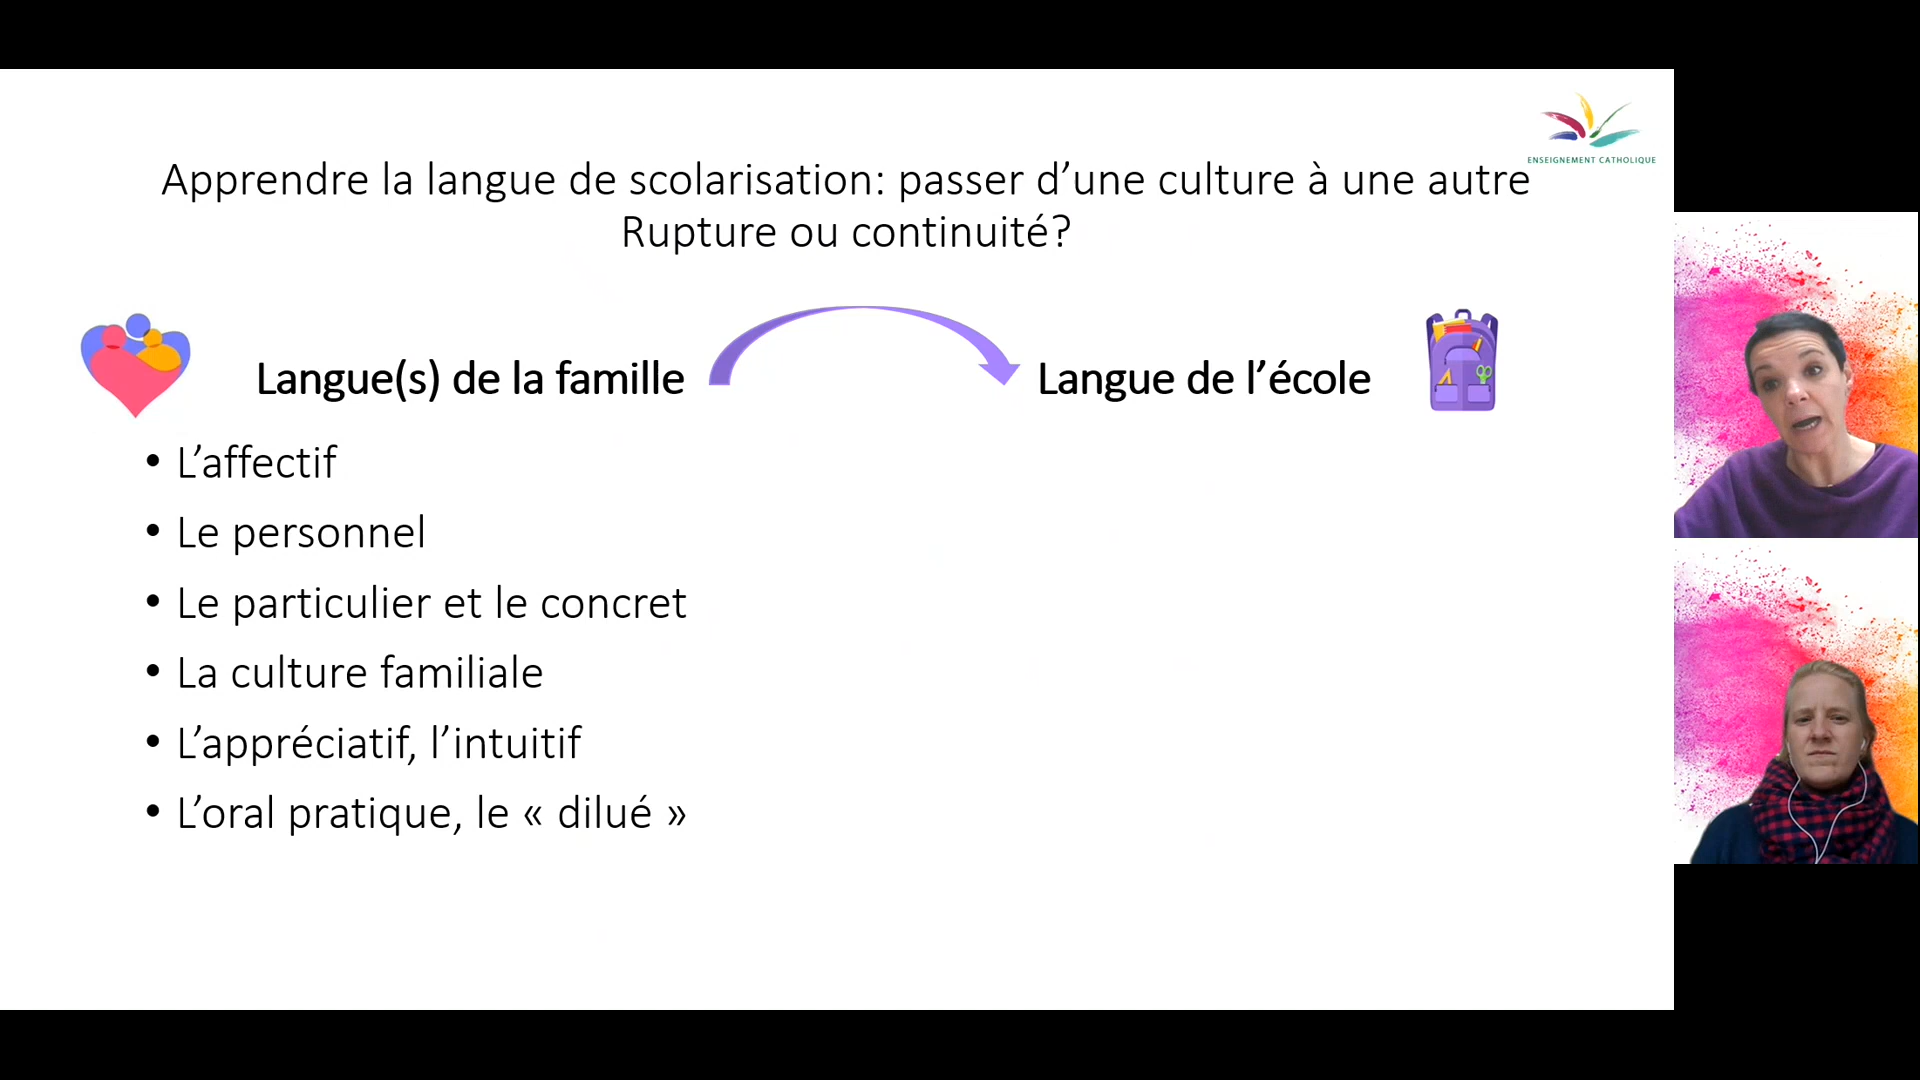 ENSEIGNEMENT CATHOLIQUE
Apprendre la langue de scolarisation: passer d’une culture à une autre
Rupture ou continuité?
Langue(s) de la famille
Langue de l’école
• L’affectif
• Le personnel
• Le particulier et le concret
• La culture familiale
• L’appréciatif, l’intuitif
• L’oral pratique, le « dilué »